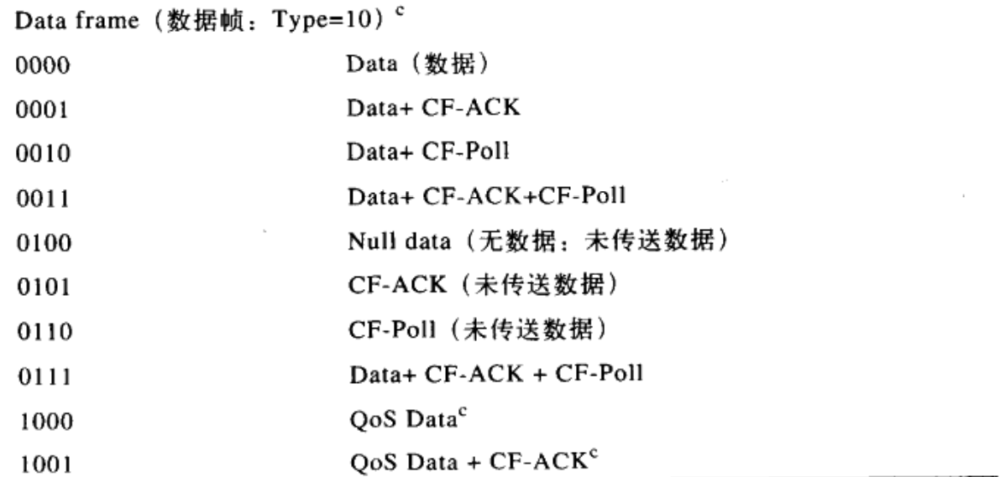 Data frame（数据帧：Type=10）c
0000 Data（数据）
0001 Data+ CF-ACK
0010 Data+ CF-Poll
0011 Data+ CF-ACK+CF-Poll
0100 Null data（无数据：未传送数据）
0101 CF-ACK（未传送数据）
0110 CF-Poll（未传送数据）
0111 Data+ CF-ACK + CF-Poll
1000 QoS Datac
1001 QoS Data + CF-ACKc